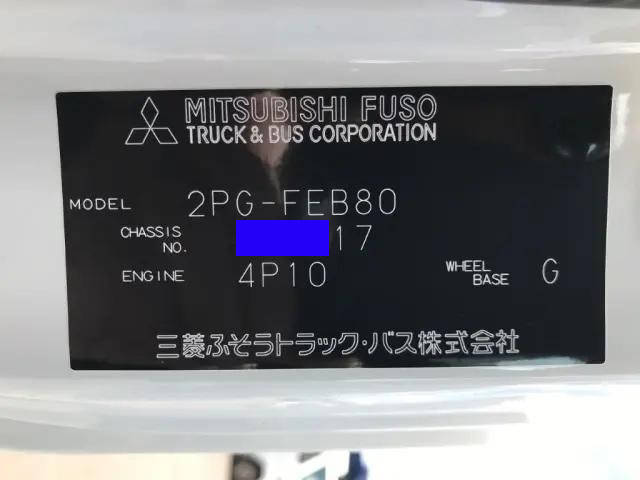 MITSUBISHI FUSO
TRUCK & BUS CORPORATION
MODEL 2PG-FEB80
CHASSIS NO. 17
ENGINE 4P10 WHEEL BASE G
三菱ふそうトラック・バス株式会社